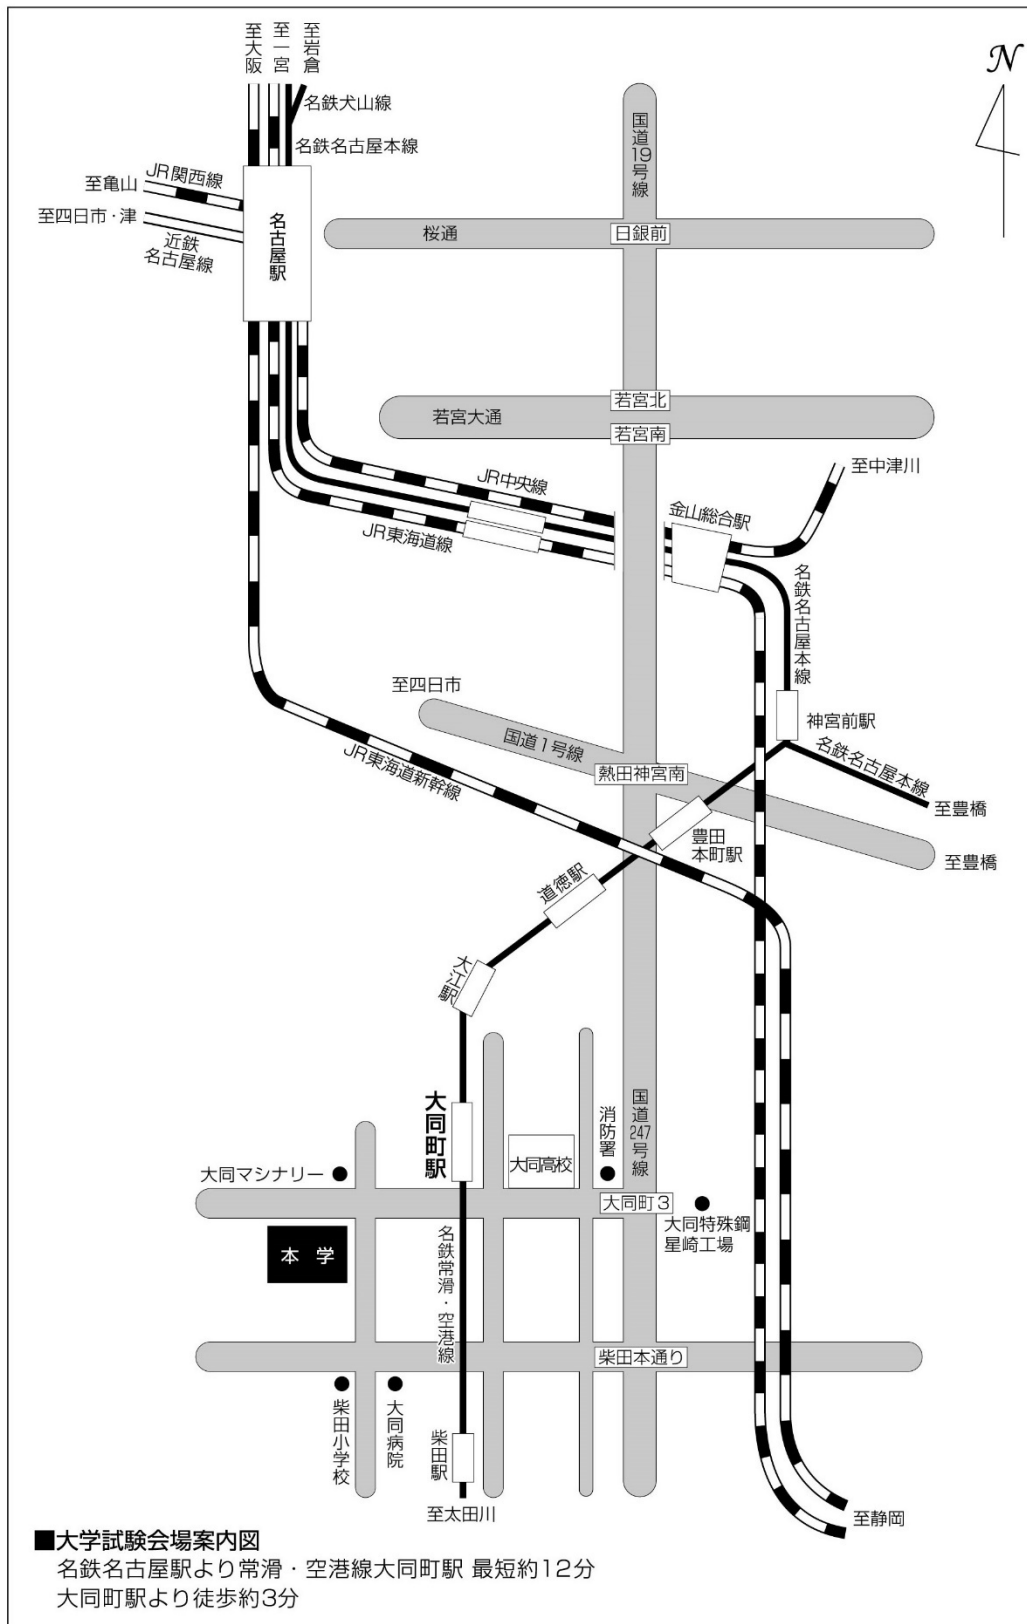 至大阪
至一宮
至岩倉
N
名鉄犬山線
名鉄名古屋本線
国道19号線
JR関西線
至亀山
至四日市・津
近鉄
名古屋線
名古屋駅
桜通
日銀前
若宮北
若宮大通
若宮南
至中津川
JR中央線
金山総合駅
JR東海道線
名鉄名古屋本線
至四日市
神宮前駅
国道1号線
名鉄名古屋本線
JR東海道新幹線
熱田神宮南
至豊橋
豊田
本町駅
至豊橋
道徳駅
大江駅
大同町駅
消防署
国道247号線
大同高校
大同マシナリー
大同町3
大同特殊鋼
星崎工場
本学
名鉄常滑・空港線
柴田本通り
柴田小学校
大同病院
柴田駅
至太田川
至静岡
■大学試験会場案内図
名鉄名古屋駅より常滑・空港線大同町駅 最短約12分
大同町駅より徒歩約3分